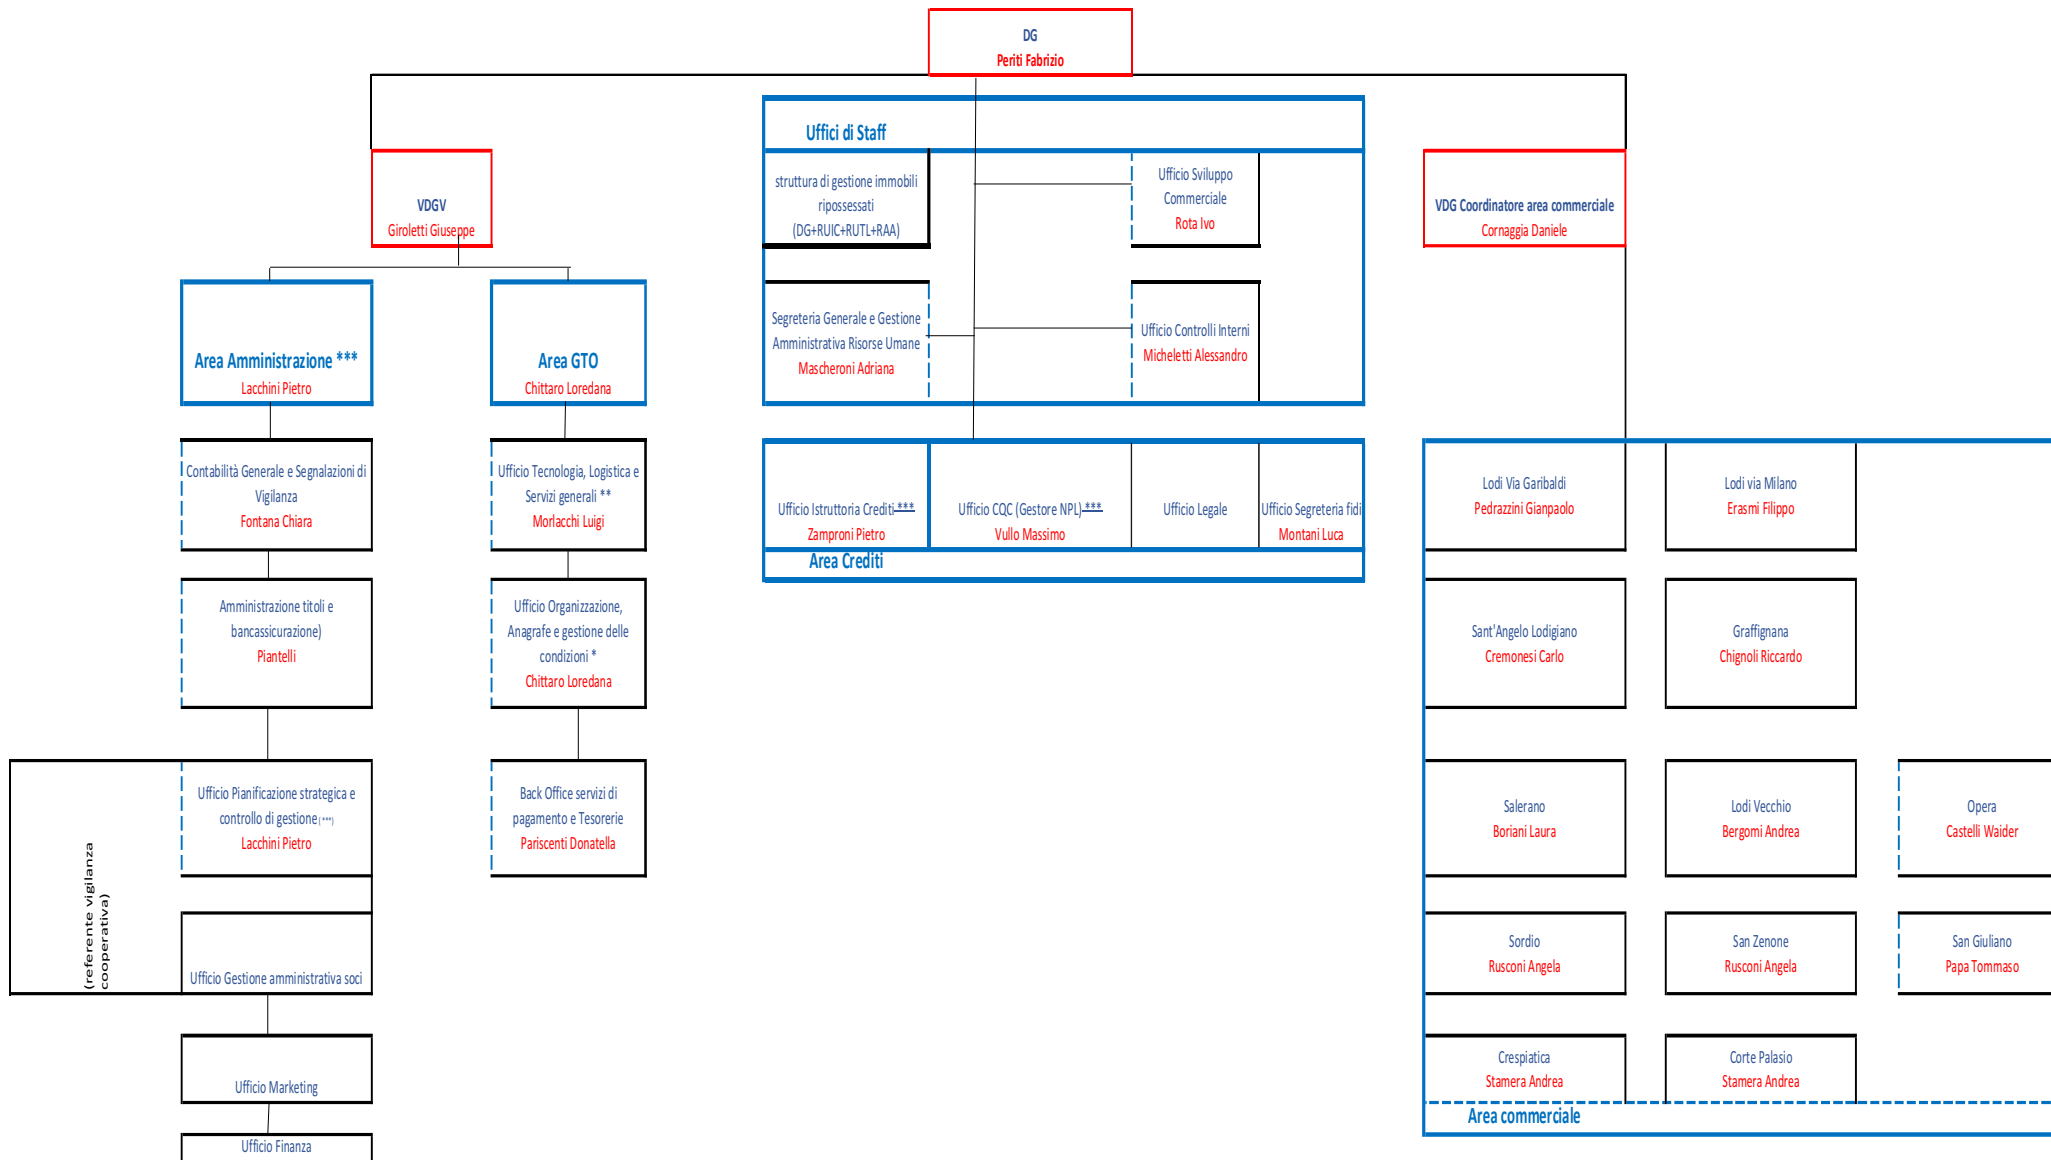 DG
Periti Fabrizio
Uffici di Staff
VDGV
Giroletti Giuseppe
struttura di gestione immobili
ripossessati
(DG+RUIC+RUTL+RAA)
Ufficio Sviluppo
Commerciale
Rota Ivo
VDG Coordinatore area commerciale
Cornaggia Daniele
Area Amministrazione ***
Lacchini Pietro
Area GTO
Chittaro Loredana
Segreteria Generale e Gestione
Amministrativa Risorse Umane
Mascheroni Adriana
Ufficio Controlli Interni
Micheletti Alessandro
Contabilità Generale e Segnalazioni di
Vigilanza
Fontana Chiara
Ufficio Tecnologia, Logistica e
Servizi generali **
Morlacchi Luigi
Ufficio Istruttoria Crediti ***
Zamproni Pietro
Ufficio CQC (Gestore NPL) ***
Vullo Massimo
Ufficio Legale
Ufficio Segreteria fidi
Montani Luca
Area Crediti
Lodi Via Garibaldi
Pedrazzini Gianpaolo
Lodi via Milano
Erasmi Filippo
Amministrazione titoli e
bancassicurazione)
Piantelli
Ufficio Organizzazione,
Anagrafe e gestione delle
condizioni *
Chittaro Loredana
Sant'Angelo Lodigiano
Cremonesi Carlo
Graffignana
Chignoli Riccardo
(referente vigilanza
cooperativa)
Ufficio Pianificazione strategica e
controllo di gestione (***)
Lacchini Pietro
Back Office servizi di
pagamento e Tesorerie
Pariscenti Donatella
Salerano
Boriani Laura
Lodi Vecchio
Bergomi Andrea
Opera
Castelli Waider
Ufficio Gestione amministrativa soci
Sordio
Rusconi Angela
San Zenone
Rusconi Angela
San Giuliano
Papa Tommaso
Ufficio Marketing
Crespiatica
Stamera Andrea
Corte Palasio
Stamera Andrea
Area commerciale
Ufficio Finanza